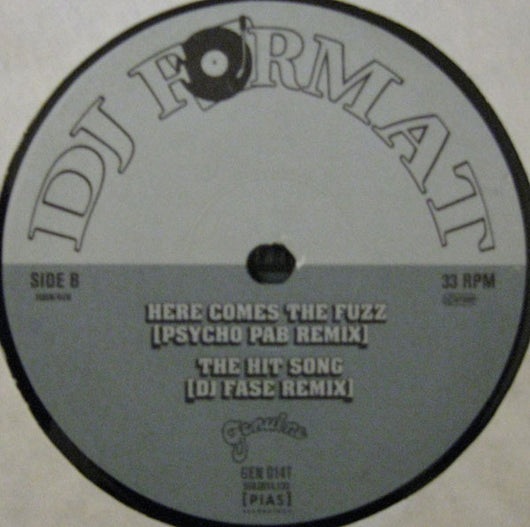 DJ FORMAT
SIDE B
33 RPM
HERE COMES THE FUZZ
[PSYCHO PAB REMIX]
THE HIT SONG
[DJ FASE REMIX]
genuine
GEN 014T
[PIAS]